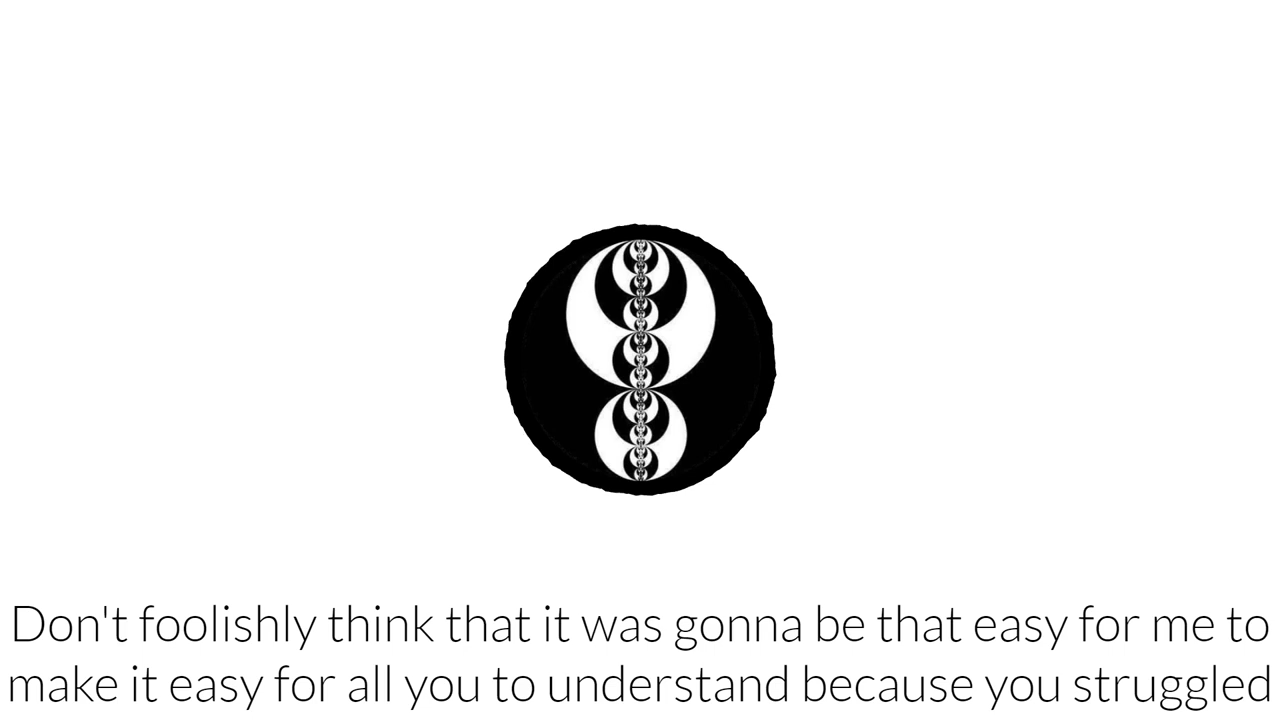 Don't foolishly think that it was gonna be that easy for me to
make it easy for all you to understand because you struggled